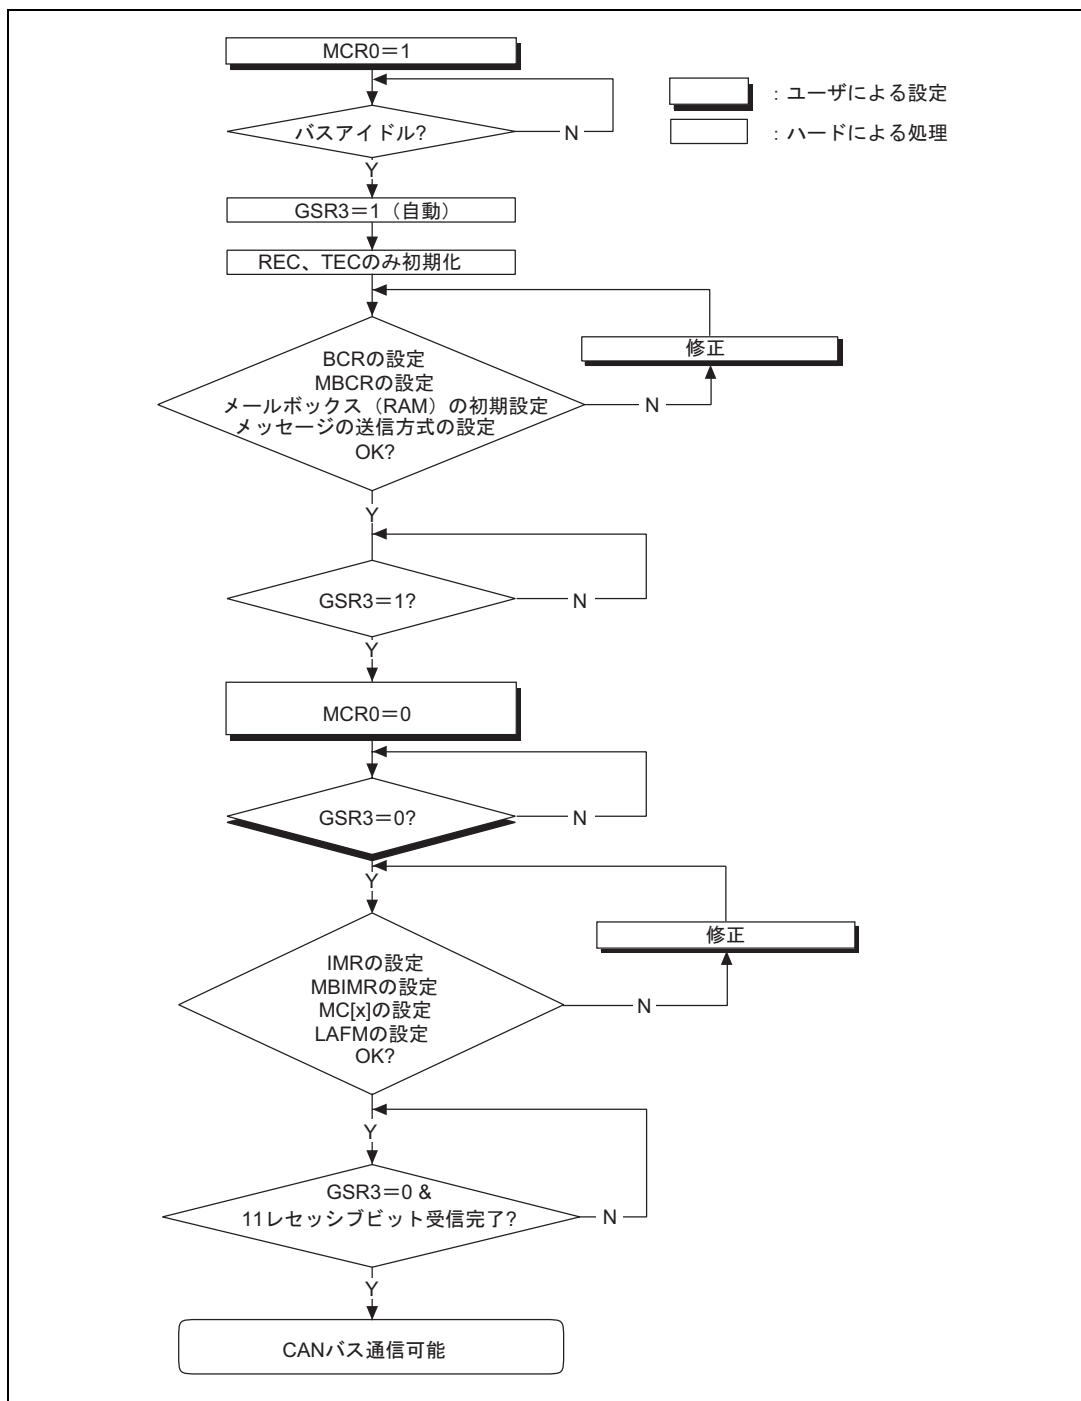 MCR0＝1
：ユーザによる設定
：ハードによる処理
バスアイドル?
N
Y
GSR3＝1（自動）
REC、TECのみ初期化
修正
BCRの設定
MBCRの設定
メールボックス（RAM）の初期設定
メッセージの送信方式の設定
OK?
N
Y
GSR3＝1?
N
Y
MCR0＝0
GSR3＝0?
N
Y
修正
IMRの設定
MBIMRの設定
MC[x]の設定
LAFMの設定
OK?
N
Y
GSR3＝0 &
11レセッシブビット受信完了?
N
Y
CANバス通信可能